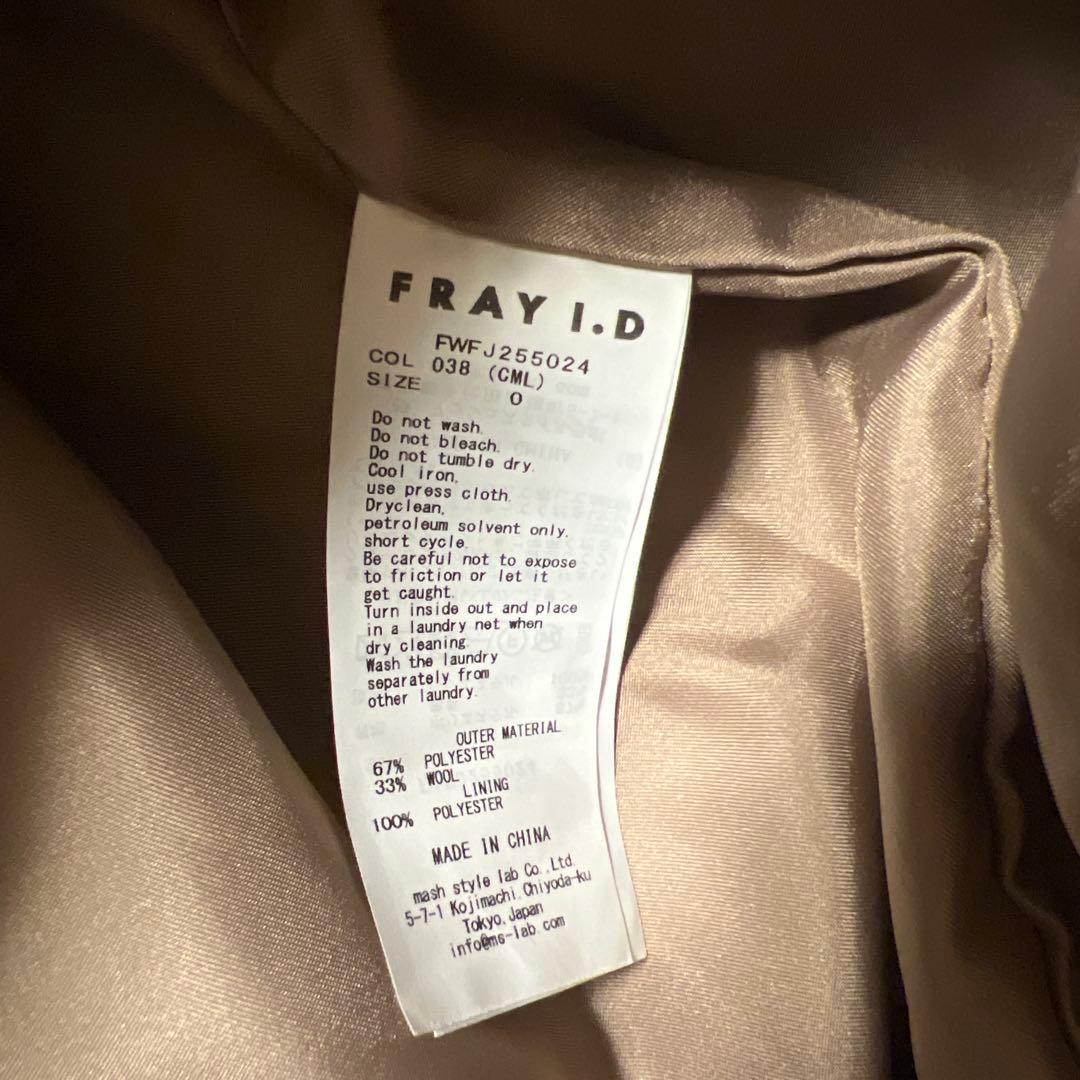 FRAY I.D
FWFJ255024
COL 038 (CML)
SIZE 0
Do not wash.
Do not bleach.
Do not tumble dry.
Cool iron,
use press cloth.
Dryclean,
petroleum solvent only.
short cycle.
Be careful not to expose
to friction or let it
get caught.
Turn inside out and place
in a laundry net when
dry cleaning.
Wash the laundry
separately from
other laundry.
OUTER MATERIAL
67% POLYESTER
33% WOOL
LINING
100% POLYESTER
MADE IN CHINA
mash style lab Co.,Ltd.
5-7-1 Kojimachi,Chiyoda-ku
Tokyo,Japan
info@ms-lab.com